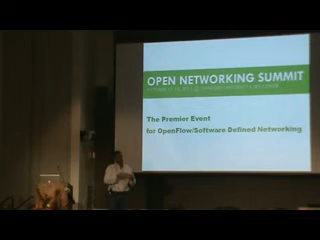 OPEN NETWORKING SUMMIT
The Premier Event
for OpenFlow/Software Defined Networking